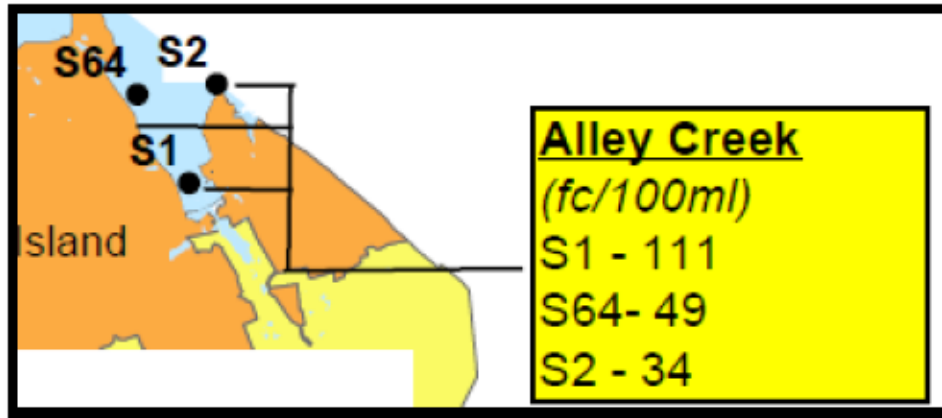 S2
S64
S1
Island
Alley Creek
(fc/100ml)
S1 - 111
S64- 49
S2 - 34